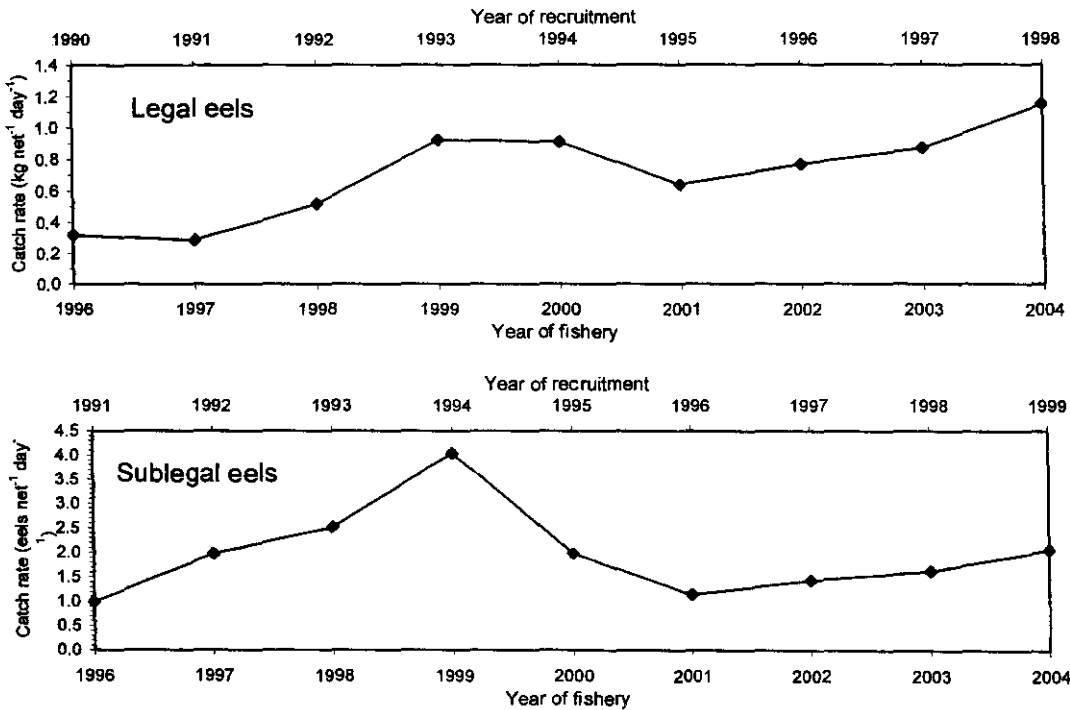 Year of recruitment
1990 1991 1992 1993 1994 1995 1996 1997 1998
1.4
1.2
1.0
0.8
0.6
0.4
0.2
0.0
Catch rate (kg net⁻¹ day⁻¹)
Legal eels
1996 1997 1998 1999 2000 2001 2002 2003 2004
Year of fishery
Year of recruitment
1991 1992 1993 1994 1995 1996 1997 1998 1999
4.5
4.0
3.5
3.0
2.5
2.0
1.5
1.0
0.5
0.0
Catch rate (eels net⁻¹ day⁻
¹)
Sublegal eels
1996 1997 1998 1999 2000 2001 2002 2003 2004
Year of fishery